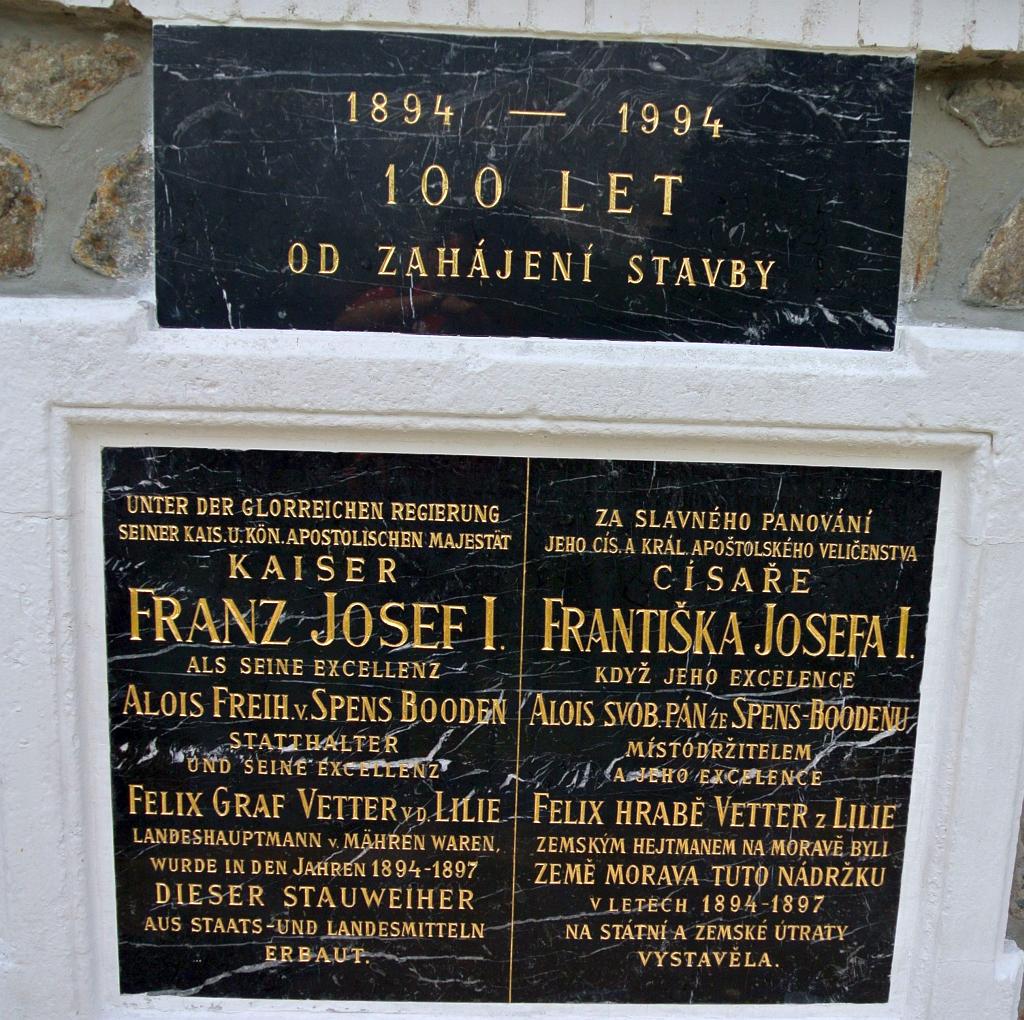 1894 — 1994
100 LET
OD ZAHÁJENÍ STAVBY
UNTER DER GLORREICHEN REGIERUNG
SEINER KAIS. U. KÖN. APOSTOLISCHEN MAJESTÄT
KAISER
FRANZ JOSEF I.
ALS SEINE EXCELLENZ
ALOIS FREIH. v. SPENS BOODEN
STATTHALTER
UND SEINE EXCELLENZ
FELIX GRAF VETTER v. D. LILIE
LANDESHAUPTMANN v. MÄHREN WAREN,
WURDE IN DEN JAHREN 1894-1897
DIESER STAUWEIHER
AUS STAATS-UND LANDESMITTELN
ERBAUT.
ZA SLAVNÉHO PANOVÁNÍ
JEHO CÍS. A KRÁL. APOŠTOLSKÉHO VELIČENSTVA
CÍSAŘE
FRANTIŠKA JOSEFA I.
KDYŽ JEHO EXCELENCE
ALOIS SVOB. PÁN ZE SPENS-BOODENU
MÍSTODRŽITELEM
A JEHO EXCELENCE
FELIX HRABĚ VETTER z LILIE
ZEMSKÝM HEJTMANEM NA MORAVĚ BYLI
ZEMĚ MORAVA TUTO NÁDRŽKU
V LETECH 1894-1897
NA STÁTNÍ A ZEMSKÉ ÚTRATY
VYSTAVĚLA.